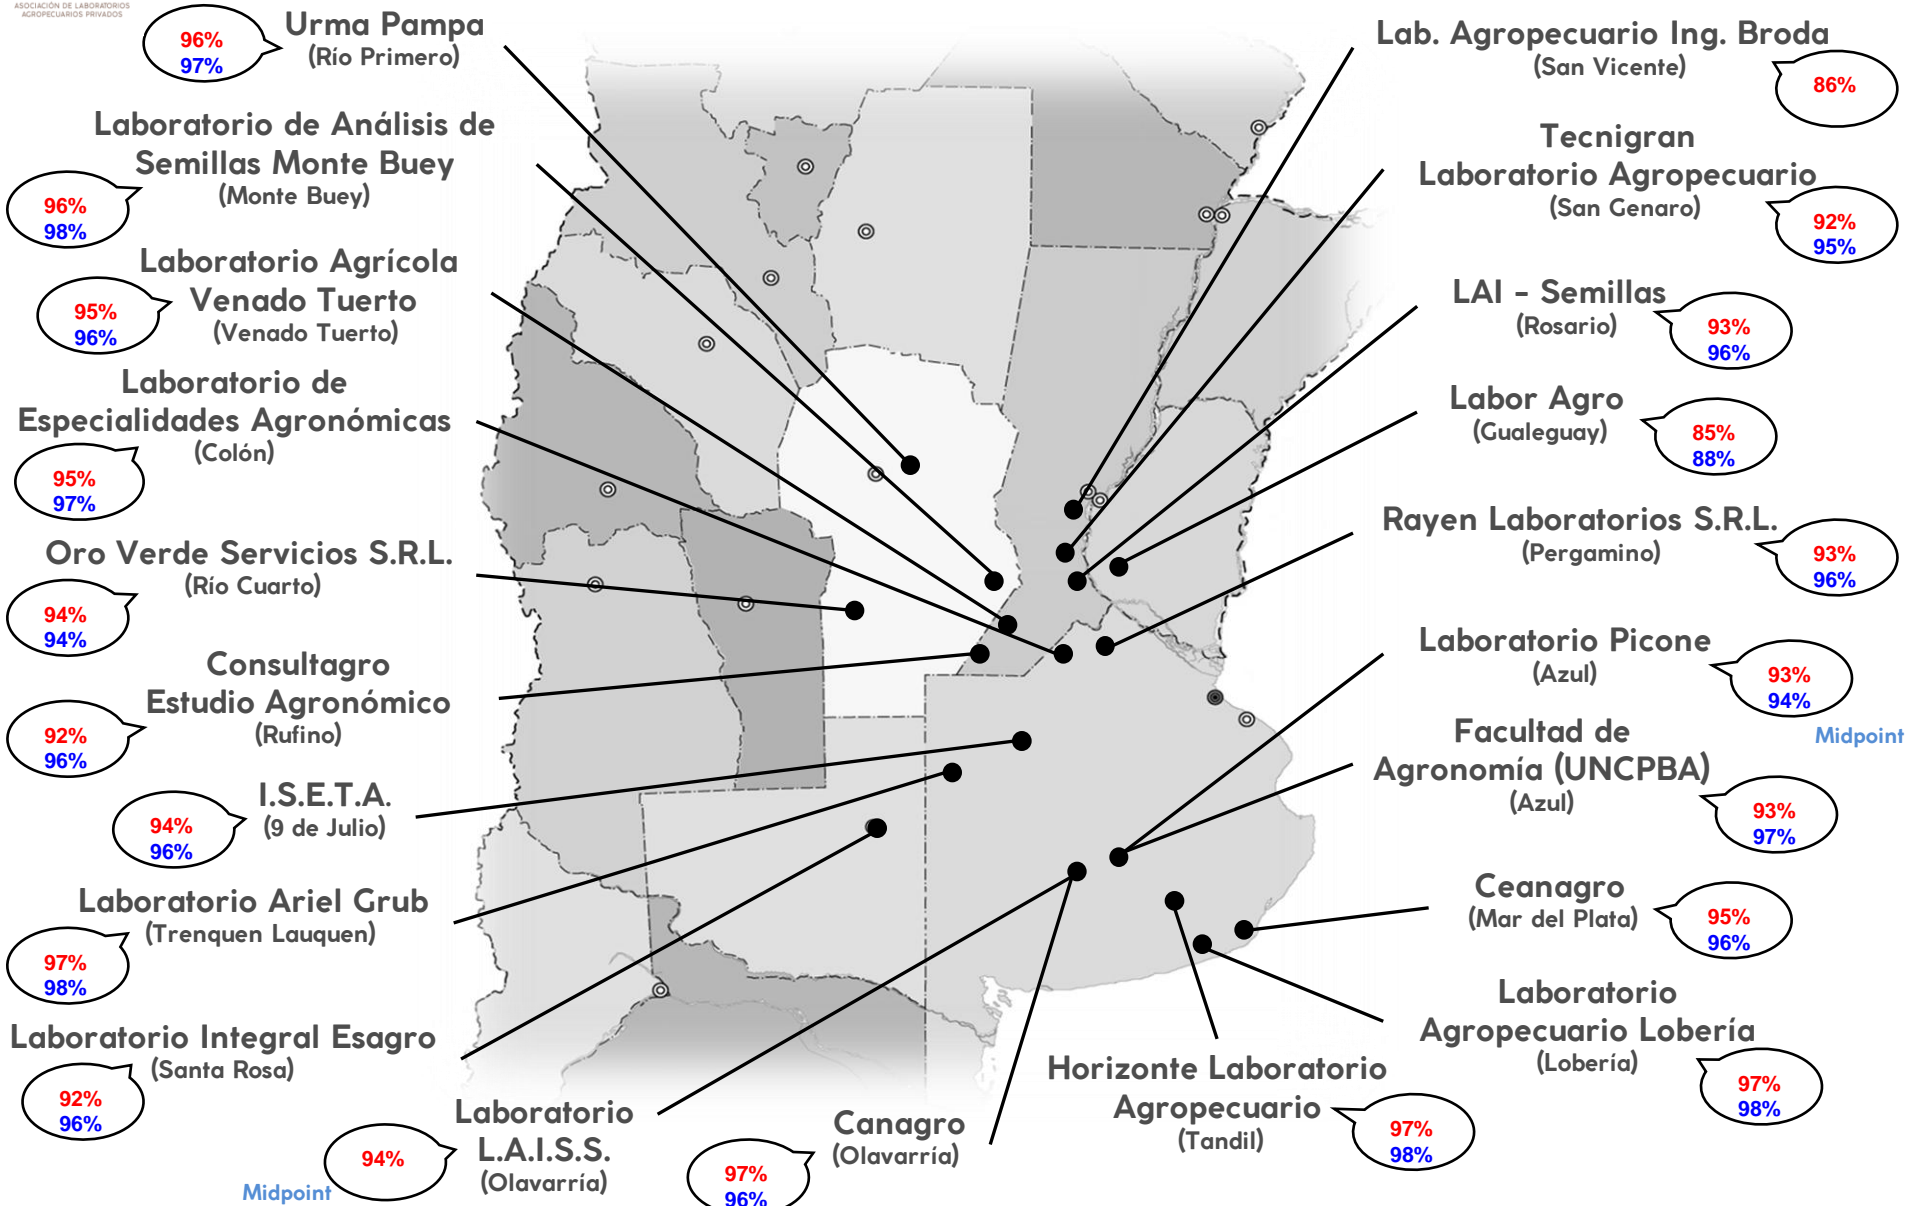 ASOCIACIÓN DE LABORATORIOS
AGROPECUARIOS PRIVADOS
Urma Pampa
(Río Primero)
96%
97%
Laboratorio de Análisis de
Semillas Monte Buey
(Monte Buey)
96%
98%
Laboratorio Agrícola
Venado Tuerto
(Venado Tuerto)
95%
96%
Laboratorio de
Especialidades Agronómicas
(Colón)
95%
97%
Oro Verde Servicios S.R.L.
(Río Cuarto)
94%
94%
Consultagro
Estudio Agronómico
(Rufino)
92%
96%
I.S.E.T.A.
(9 de Julio)
94%
96%
Laboratorio Ariel Grub
(Trenquen Lauquen)
97%
98%
Laboratorio Integral Esagro
(Santa Rosa)
92%
96%
Laboratorio
L.A.I.S.S.
(Olavarría)
94%
Midpoint
Canagro
(Olavarría)
97%
96%
Horizonte Laboratorio
Agropecuario
(Tandil)
97%
98%
Lab. Agropecuario Ing. Broda
(San Vicente)
86%
Tecnigran
Laboratorio Agropecuario
(San Genaro)
92%
95%
LAI - Semillas
(Rosario)
93%
96%
Labor Agro
(Gualeguay)
85%
88%
Rayen Laboratorios S.R.L.
(Pergamino)
93%
96%
Laboratorio Picone
(Azul)
93%
94%
Midpoint
Facultad de
Agronomía (UNCPBA)
(Azul)
93%
97%
Ceanagro
(Mar del Plata)
95%
96%
Laboratorio
Agropecuario Lobería
(Lobería)
97%
98%